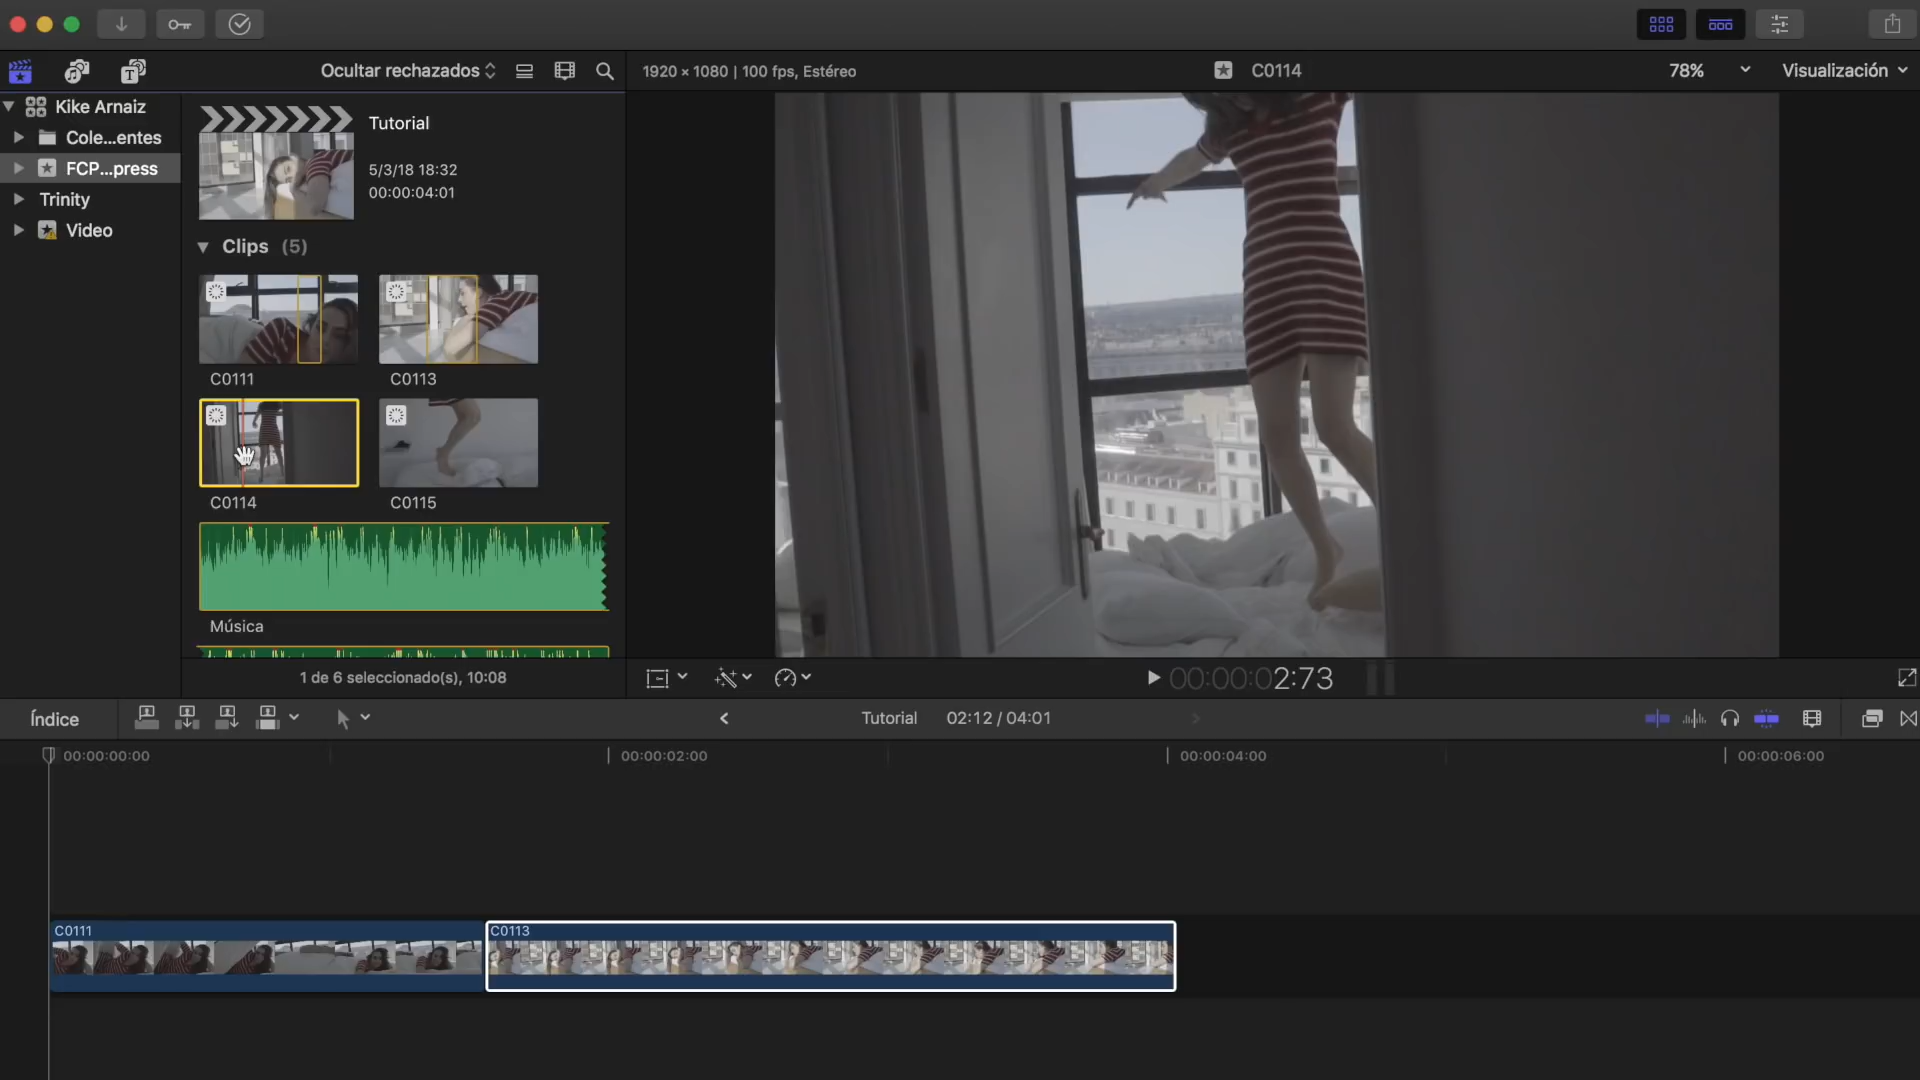 Ocultar rechazados
1920 × 1080 | 100 fps, Estéreo
C0114
78%
Visualización
Kike Arnaiz
Cole...entes
FCP...press
Trinity
Video
Tutorial
5/3/18 18:32
00:00:04:01
Clips (5)
C0111
C0113
C0114
C0115
Música
1 de 6 seleccionado(s), 10:08
00:00:02:73
Índice
Tutorial
02:12 / 04:01
00:00:00:00
00:00:02:00
00:00:04:00
00:00:06:00
C0111
C0113